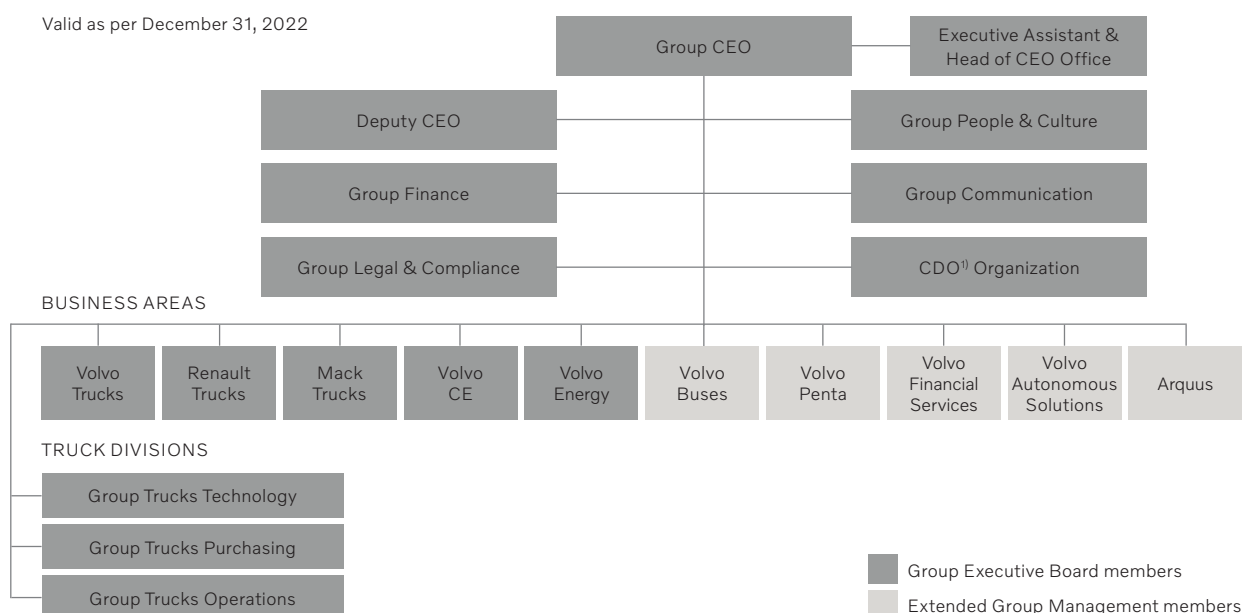 Valid as per December 31, 2022
Group CEO
Executive Assistant &
Head of CEO Office
Deputy CEO
Group People & Culture
Group Finance
Group Communication
Group Legal & Compliance
CDO¹⁾ Organization
BUSINESS AREAS
Volvo
Trucks
Renault
Trucks
Mack
Trucks
Volvo
CE
Volvo
Energy
Volvo
Buses
Volvo
Penta
Volvo
Financial
Services
Volvo
Autonomous
Solutions
Arquus
TRUCK DIVISIONS
Group Trucks Technology
Group Trucks Purchasing
Group Trucks Operations
Group Executive Board members
Extended Group Management members